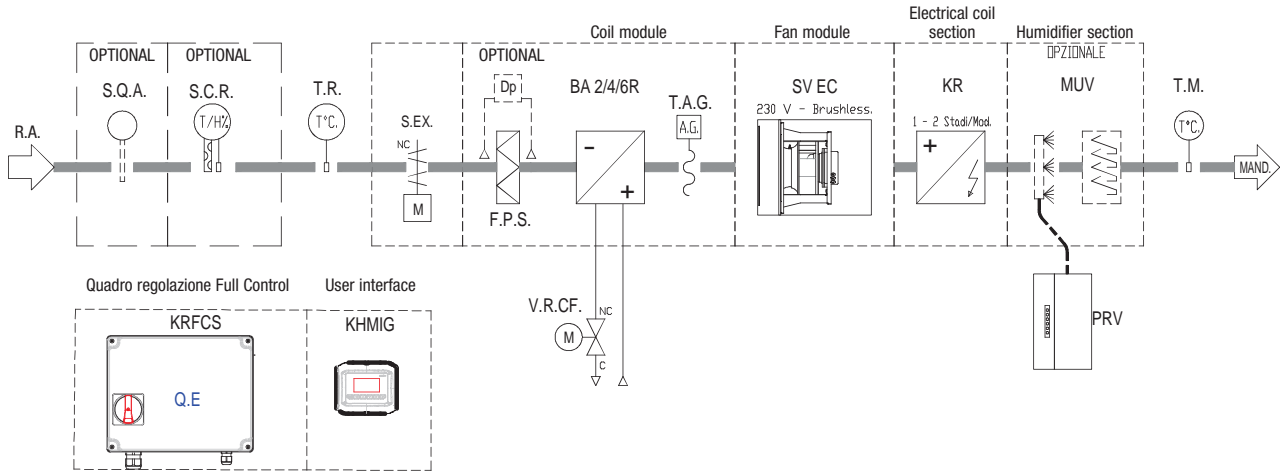 Electrical coil
section
Coil module
Fan module
Humidifier section
OPTIONAL
OPTIONAL
OPTIONAL
OPZIONALE
S.Q.A.
S.C.R.
T.R.
Dp
BA 2/4/6R
SV EC
KR
MUV
T.M.
R.A.
T/H%
T°C.
S.EX.
T.A.G.
230 V - Brushless.
1 - 2 Stadi/Mod.
T°C.
NC
A.G.
-
+
+
MAND.
M
F.P.S.
Quadro regolazione Full Control
User interface
V.R.CF.
NC
KRFCS
KHMIG
M
C
PRV
Q.E